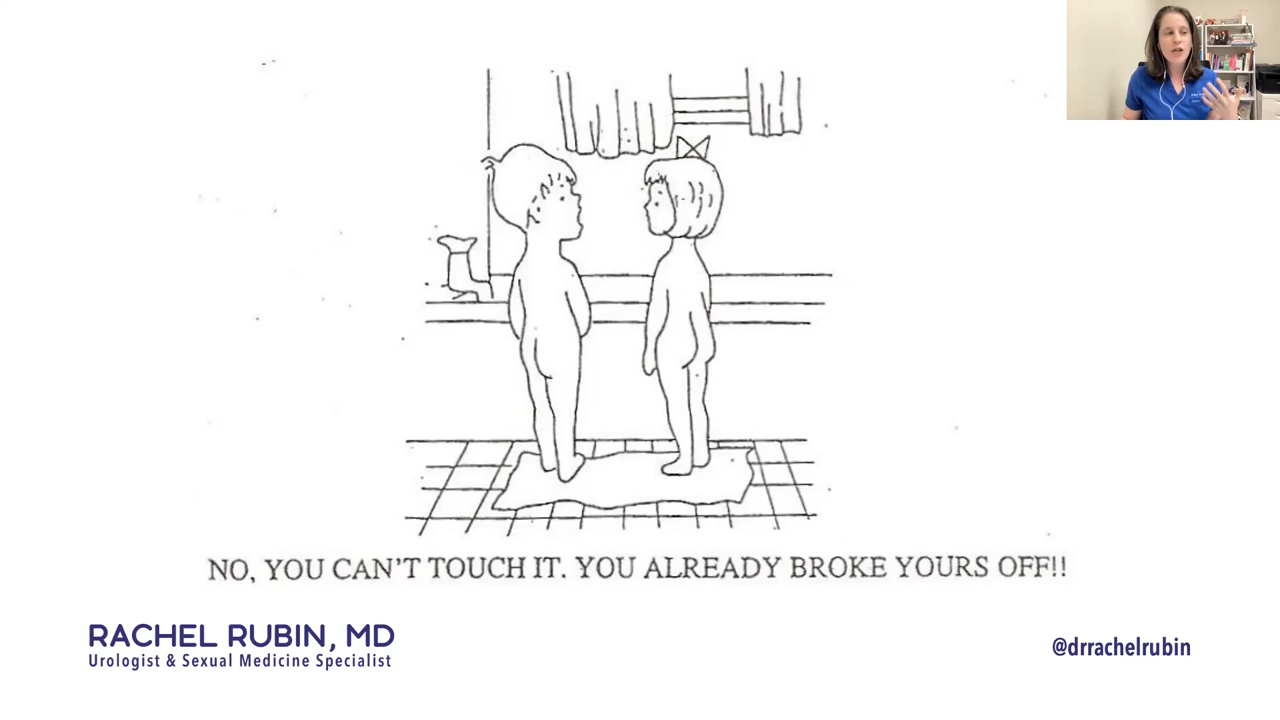 NO, YOU CAN'T TOUCH IT. YOU ALREADY BROKE YOURS OFF!!
RACHEL RUBIN, MD
Urologist & Sexual Medicine Specialist
@drrachelrubin